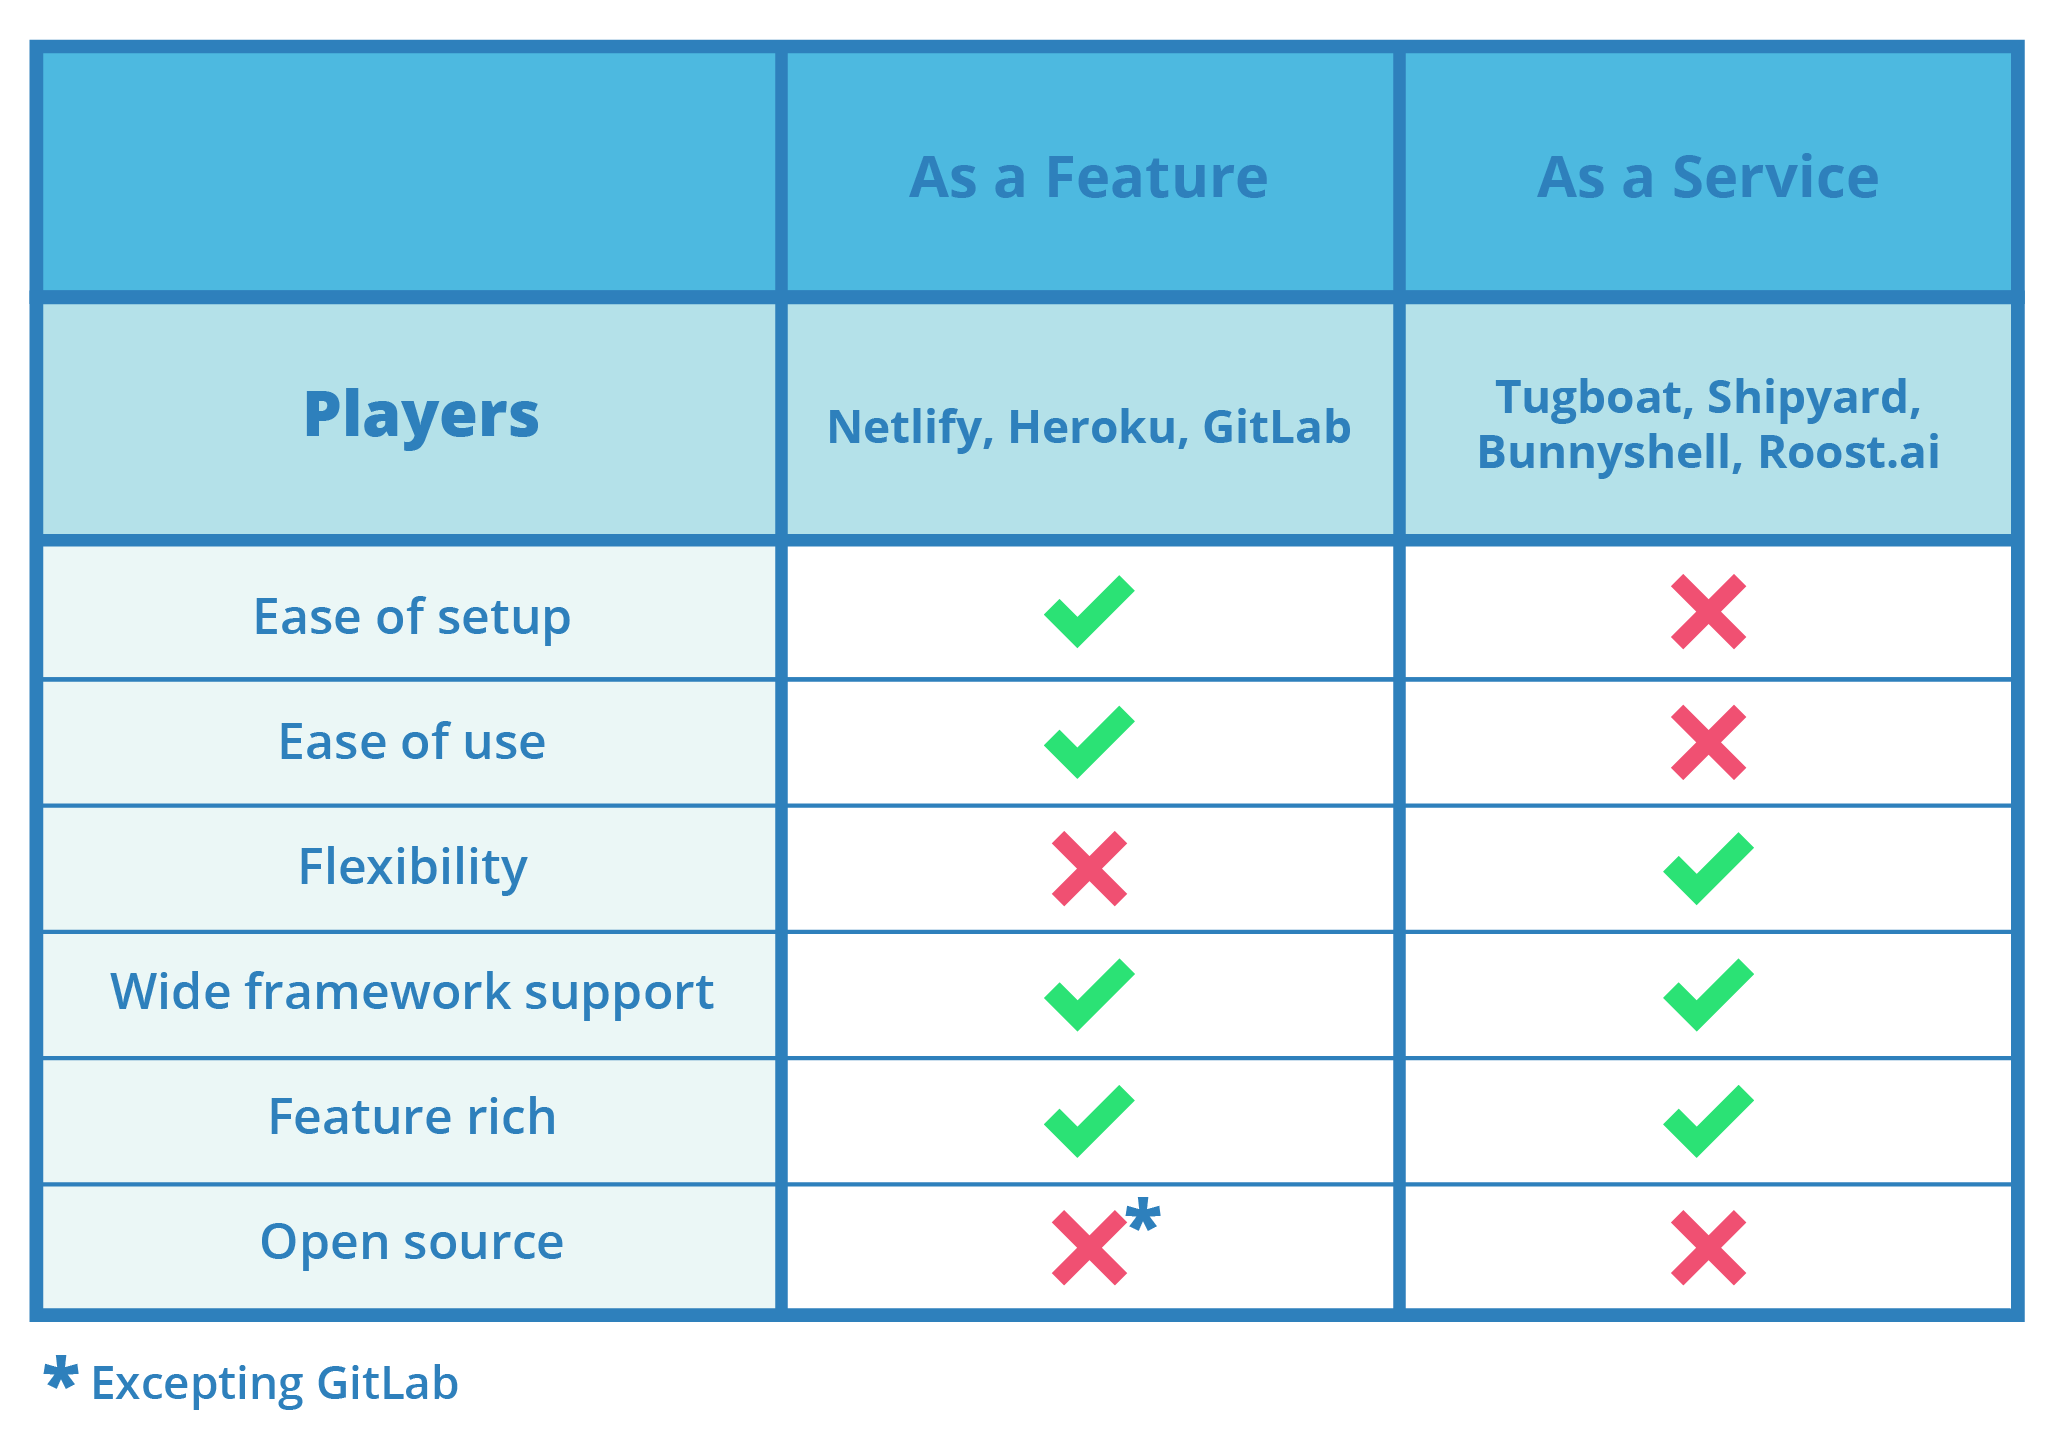 As a Feature
As a Service
Players
Netlify, Heroku, GitLab
Tugboat, Shipyard,
Bunnyshell, Roost.ai
Ease of setup
Ease of use
Flexibility
Wide framework support
Feature rich
Open source
*
* Excepting GitLab